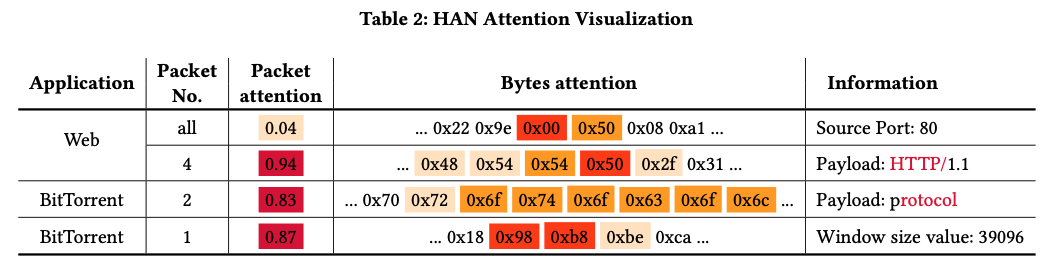 Table 2: HAN Attention Visualization
Application Packet No. Packet attention Bytes attention Information
Web all 0.04 ... 0x22 0x9e 0x00 0x50 0x08 0xa1 ... Source Port: 80
4 0.94 ... 0x48 0x54 0x54 0x50 0x2f 0x31 ... Payload: HTTP/1.1
BitTorrent 2 0.83 ... 0x70 0x72 0x6f 0x74 0x6f 0x63 0x6f 0x6c ... Payload: protocol
BitTorrent 1 0.87 ... 0x18 0x98 0xb8 0xbe 0xca ... Window size value: 39096